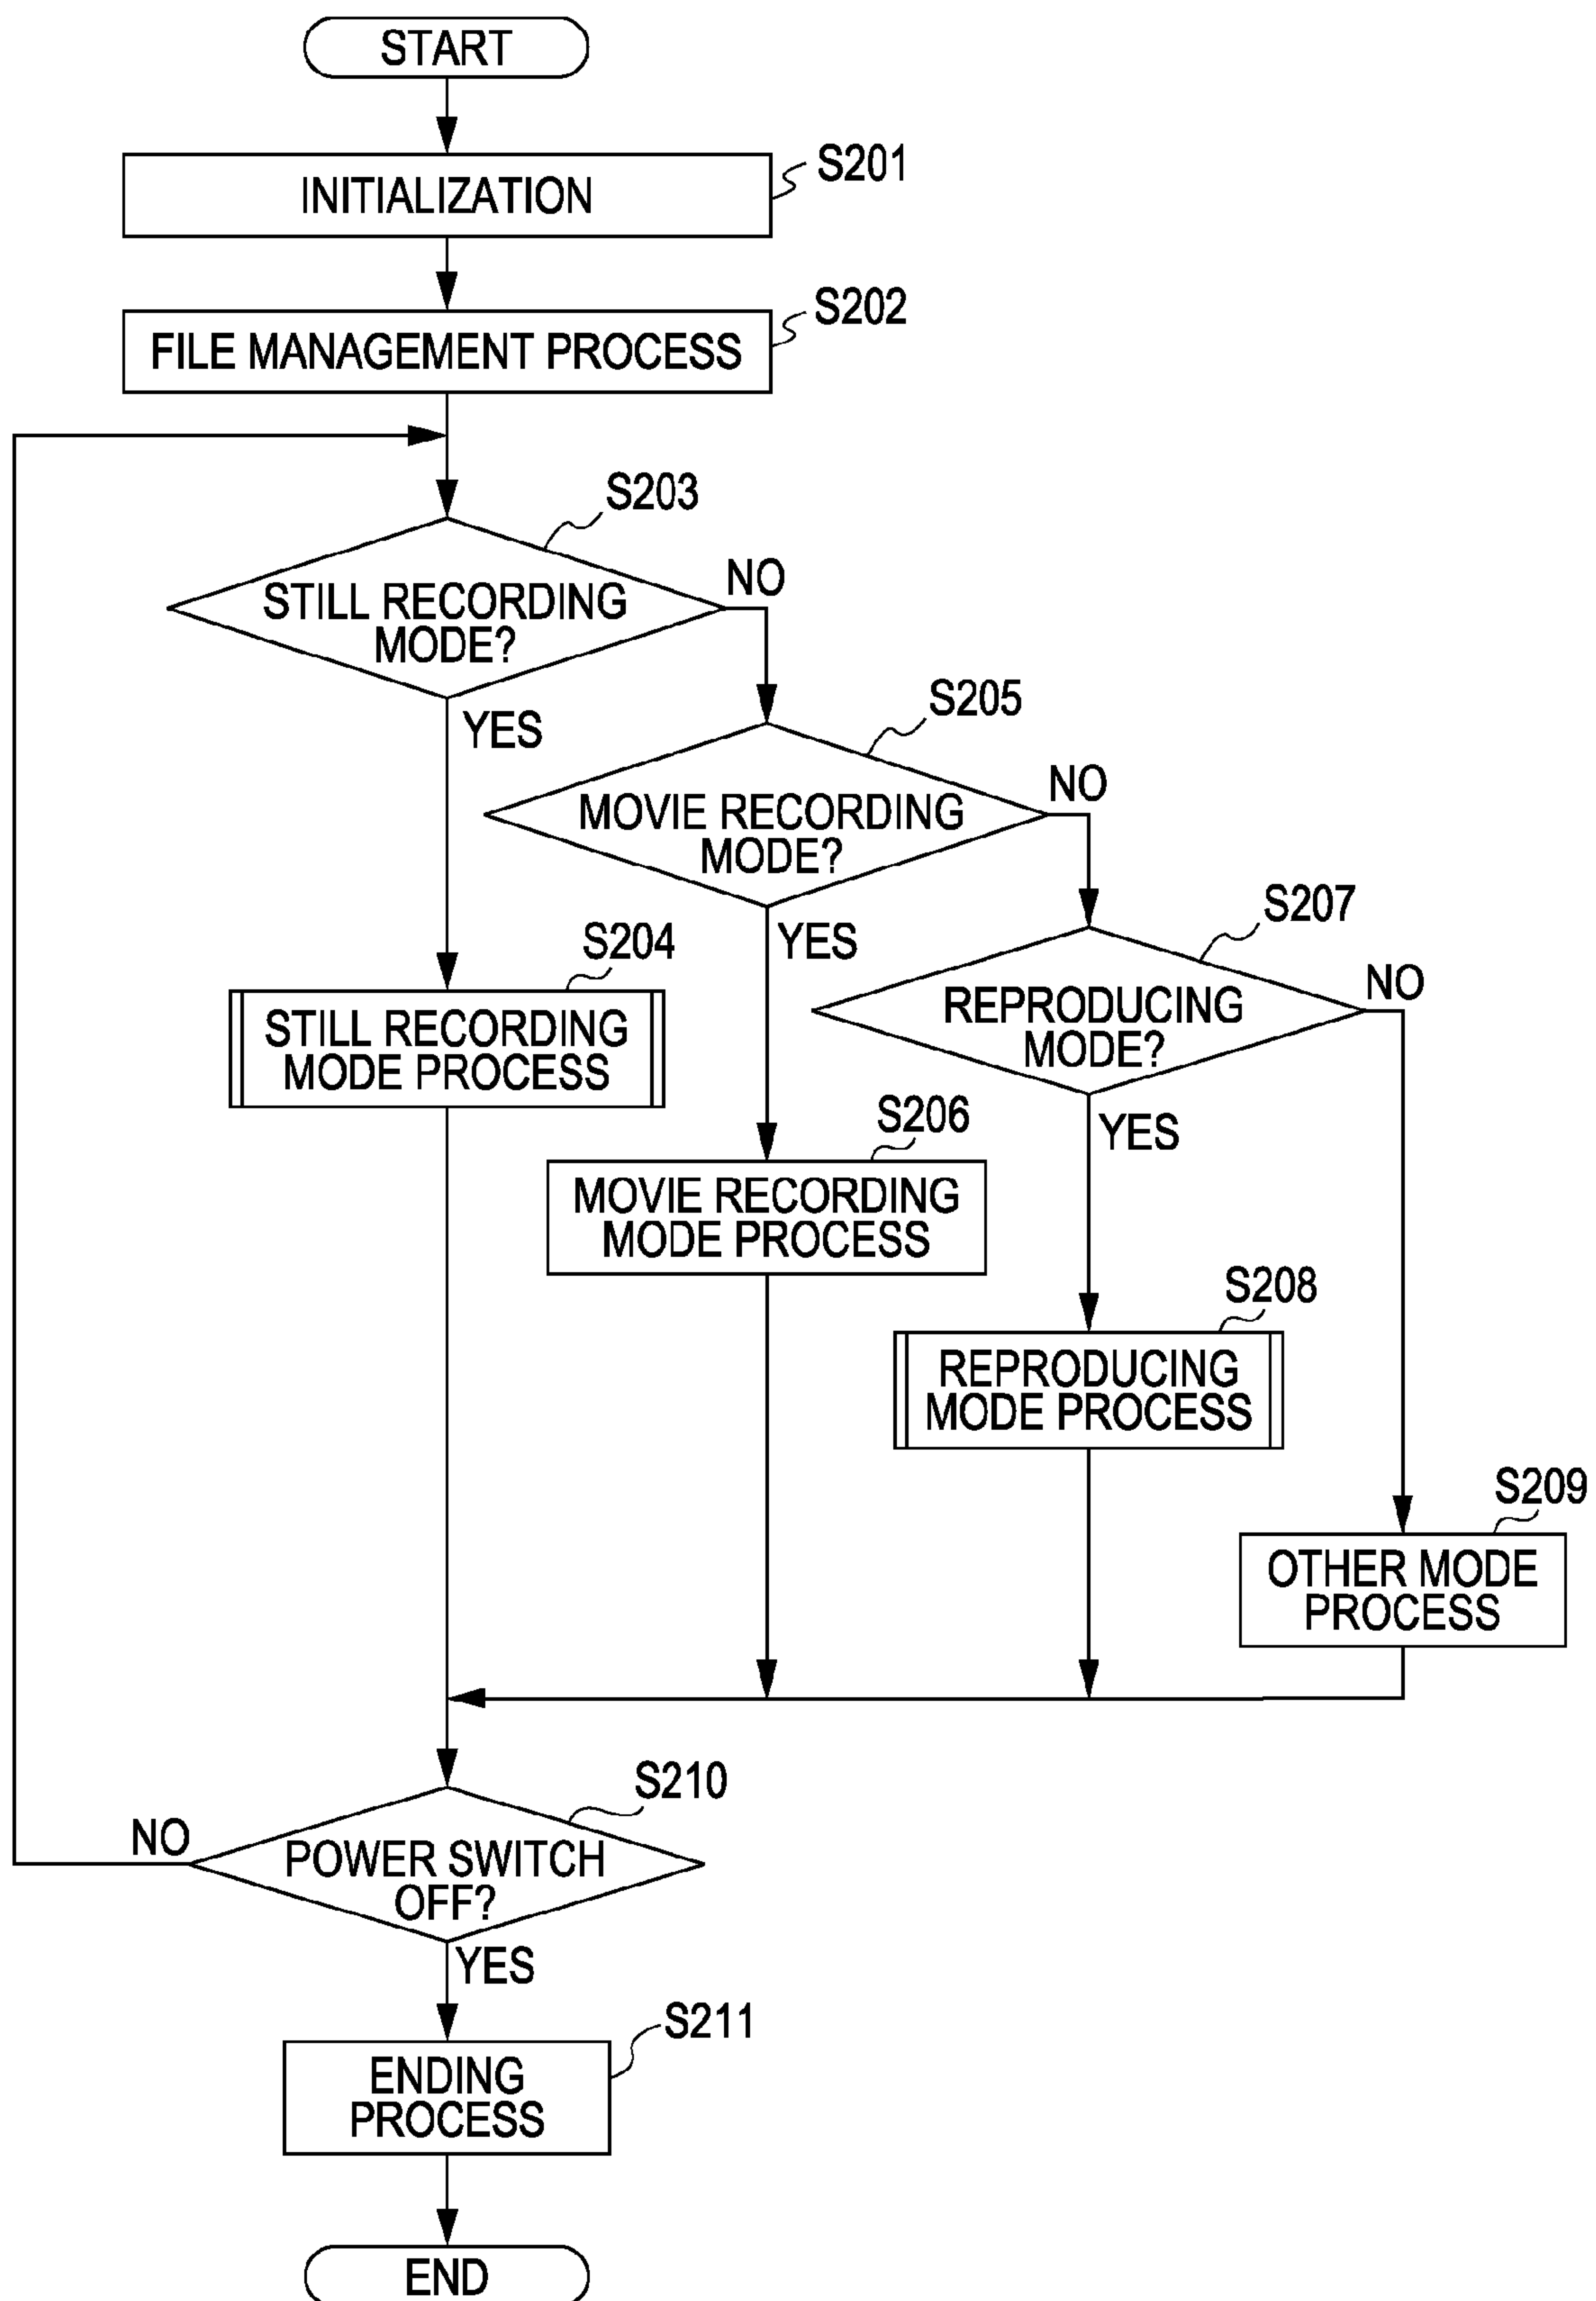 START
S201
INITIALIZATION
S202
FILE MANAGEMENT PROCESS
S203
STILL RECORDING
MODE?
NO
YES
S205
MOVIE RECORDING
MODE?
NO
YES
S207
REPRODUCING
MODE?
NO
YES
S204
STILL RECORDING
MODE PROCESS
S206
MOVIE RECORDING
MODE PROCESS
S208
REPRODUCING
MODE PROCESS
S209
OTHER MODE
PROCESS
S210
POWER SWITCH
OFF?
NO
YES
S211
ENDING
PROCESS
END